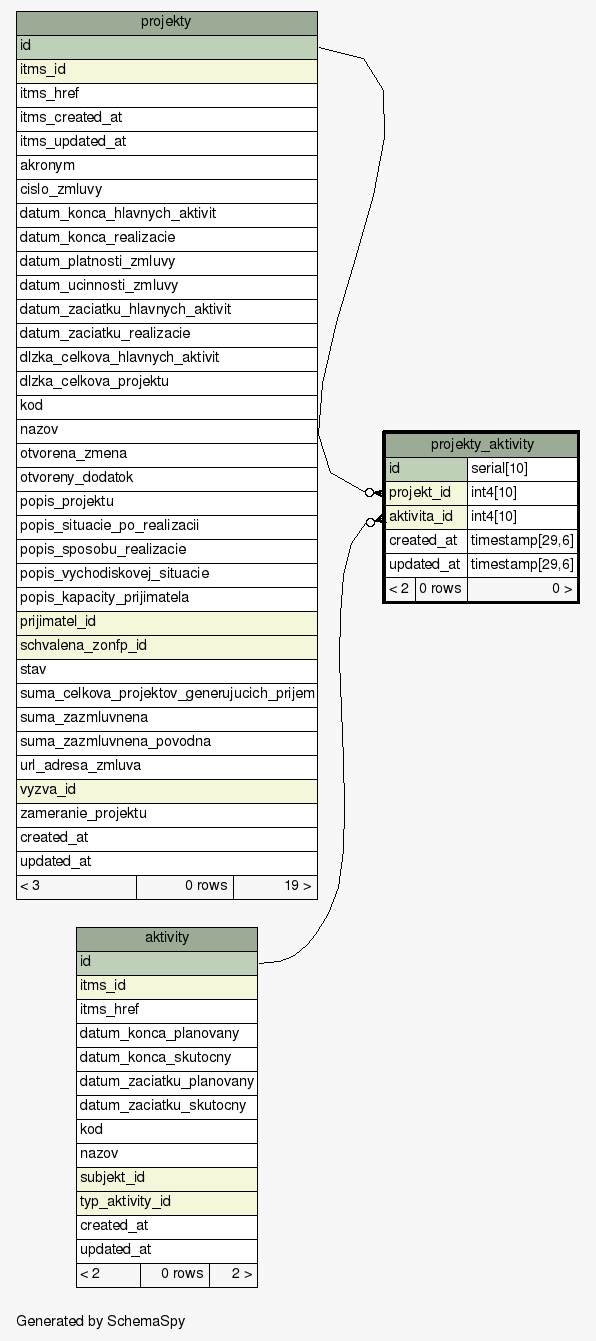 projekty
id
itms_id
itms_href
itms_created_at
itms_updated_at
akronym
cislo_zmluvy
datum_konca_hlavnych_aktivit
datum_konca_realizacie
datum_platnosti_zmluvy
datum_ucinnosti_zmluvy
datum_zaciatku_hlavnych_aktivit
datum_zaciatku_realizacie
dlzka_celkova_hlavnych_aktivit
dlzka_celkova_projektu
kod
nazov
otvorena_zmena
otvoreny_dodatok
popis_projektu
popis_situacie_po_realizacii
popis_sposobu_realizacie
popis_vychodiskovej_situacie
popis_kapacity_prijimatela
prijimatel_id
schvalena_zonfp_id
stav
suma_celkova_projektov_generujucich_prijem
suma_zazmluvnena
suma_zazmluvnena_povodna
url_adresa_zmluva
vyzva_id
zameranie_projektu
created_at
updated_at
< 3 0 rows 19 >
projekty_aktivity
id serial[10]
projekt_id int4[10]
aktivita_id int4[10]
created_at timestamp[29,6]
updated_at timestamp[29,6]
< 2 0 rows 0 >
aktivity
id
itms_id
itms_href
datum_konca_planovany
datum_konca_skutocny
datum_zaciatku_planovany
datum_zaciatku_skutocny
kod
nazov
subjekt_id
typ_aktivity_id
created_at
updated_at
< 2 0 rows 2 >
Generated by SchemaSpy